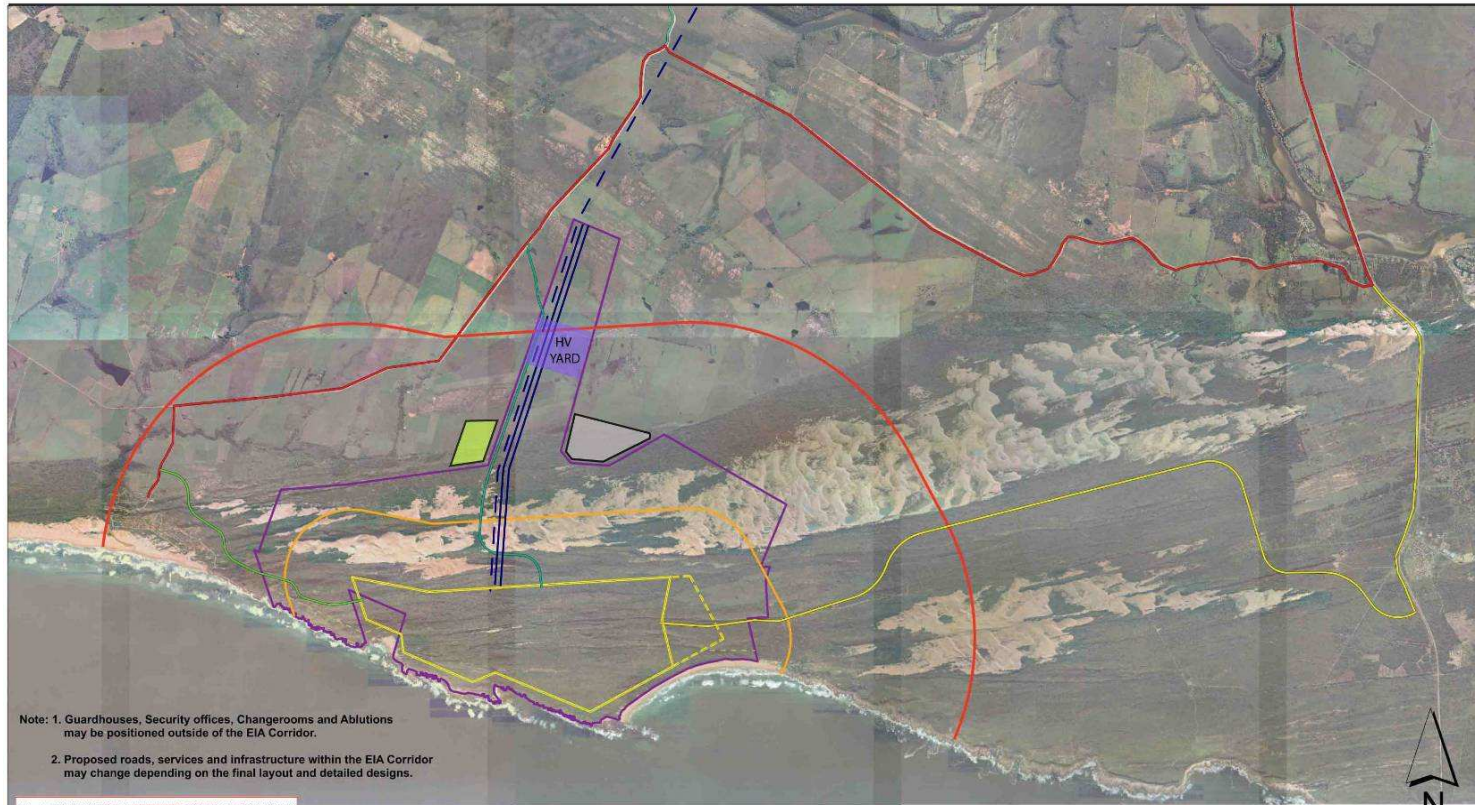 HV
YARD
Note: 1. Guardhouses, Security offices, Changerooms and Ablutions
may be positioned outside of the EIA Corridor.
2. Proposed roads, services and infrastructure within the EIA Corridor
may change depending on the final layout and detailed designs.
N